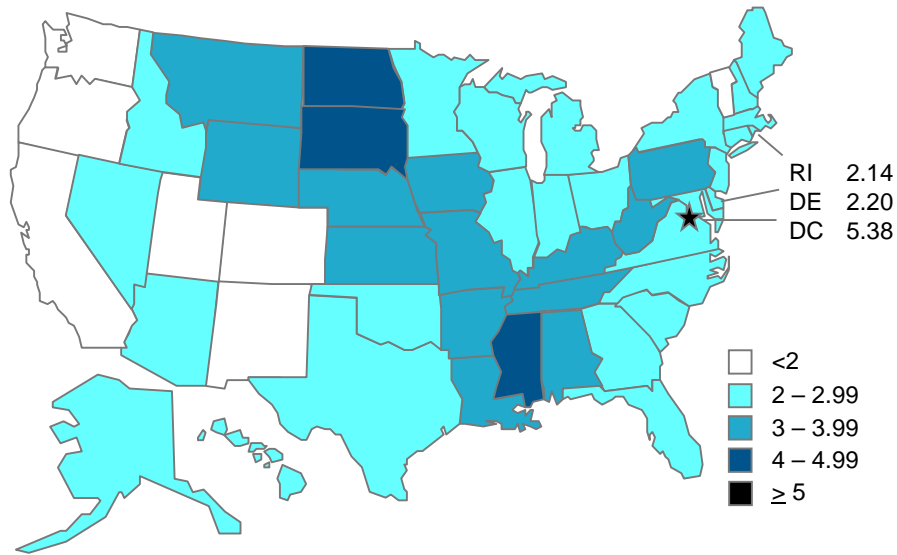 RI 2.14
DE 2.20
DC 5.38
<2
2 – 2.99
3 – 3.99
4 – 4.99
≥ 5